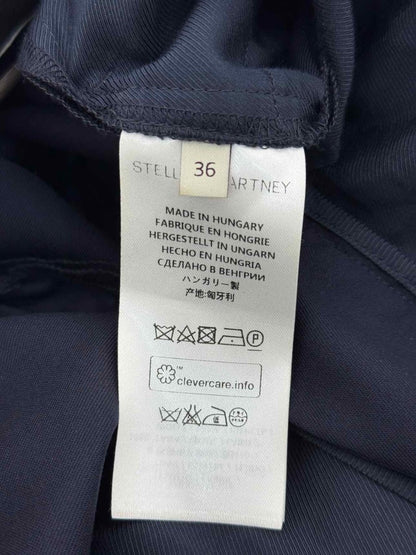 STELL ARTNEY
36
MADE IN HUNGARY
FABRIQUE EN HONGRIE
HERGESTELLT IN UNGARN
HECHO EN HUNGRIA
СДЕЛАНО В ВЕНГРИИ
ハンガリー製
产地:匈牙利
P
™
clevercare.info